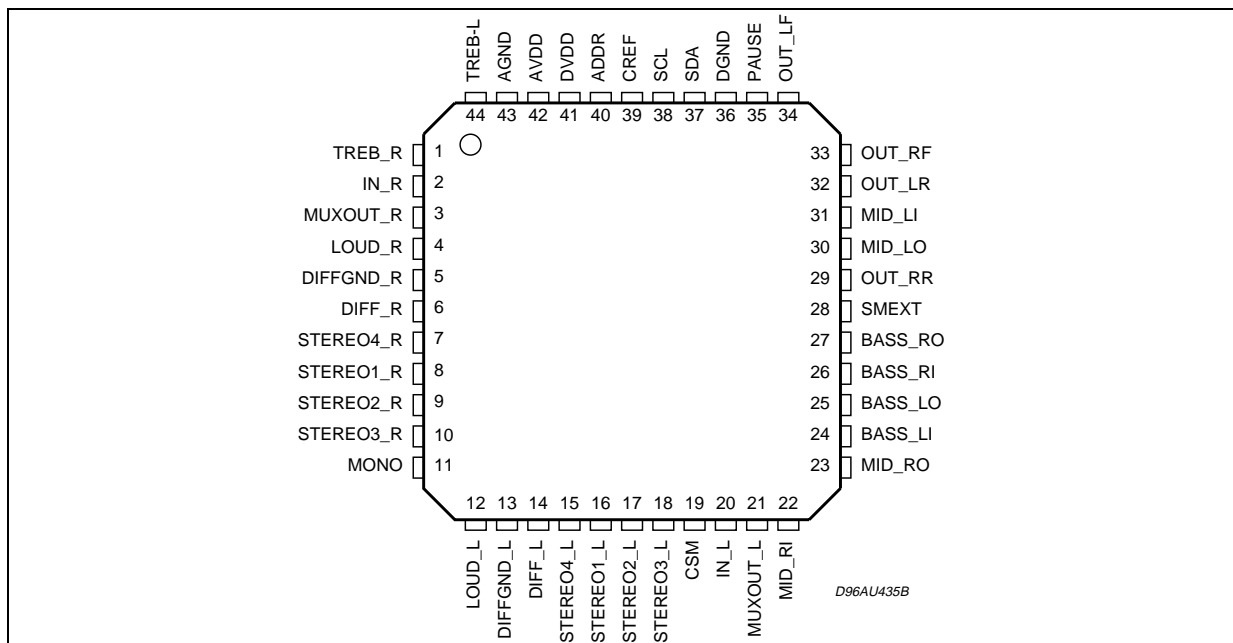 TREB-L
AGND
AVDD
DVDD
ADDR
CREF
SCL
SDA
DGND
PAUSE
OUT_LF
44 43 42 41 40 39 38 37 36 35 34
TREB_R 1
IN_R 2
MUXOUT_R 3
LOUD_R 4
DIFFGND_R 5
DIFF_R 6
STEREO4_R 7
STEREO1_R 8
STEREO2_R 9
STEREO3_R 10
MONO 11
33 OUT_RF
32 OUT_LR
31 MID_LI
30 MID_LO
29 OUT_RR
28 SMEXT
27 BASS_RO
26 BASS_RI
25 BASS_LO
24 BASS_LI
23 MID_RO
12 13 14 15 16 17 18 19 20 21 22
LOUD_L
DIFFGND_L
DIFF_L
STEREO4_L
STEREO1_L
STEREO2_L
STEREO3_L
CSM
IN_L
MUXOUT_L
MID_RI
D96AU435B